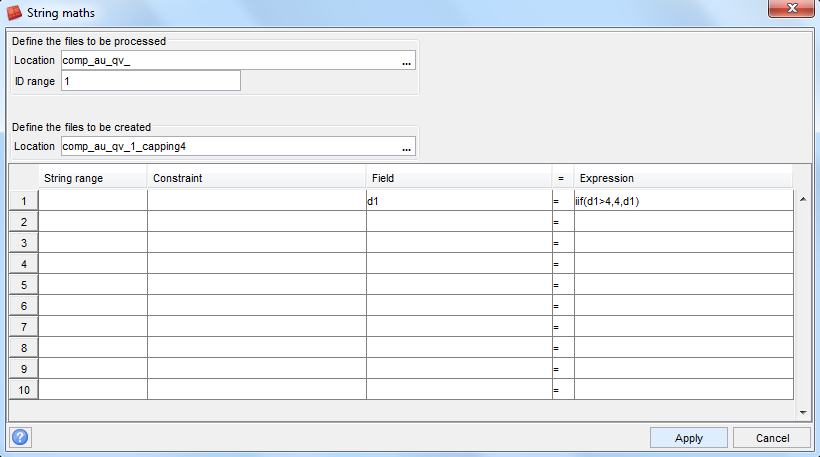 String maths
Define the files to be processed
Location comp_au_qv_ ...
ID range 1
Define the files to be created
Location comp_au_qv_1_capping4 ...
String range Constraint Field = Expression
1 d1 = iif(d1>4,4,d1)
2 =
3 =
4 =
5 =
6 =
7 =
8 =
9 =
10 =
? Apply Cancel